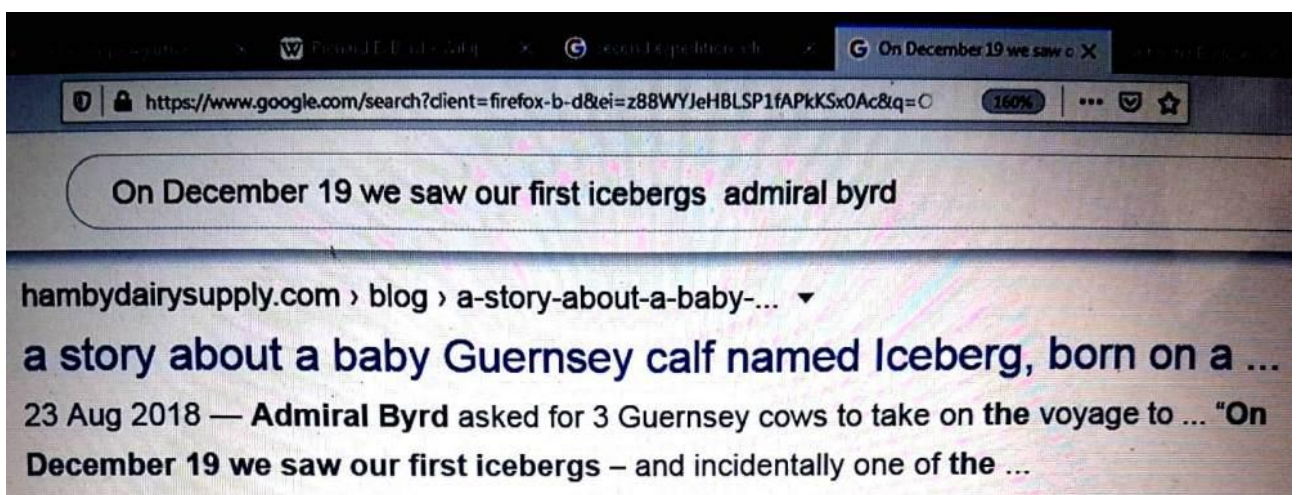 On December 19 we saw o
https://www.google.com/search?client=firefox-b-d&ei=z88WYJeHBLSP1fAPkKSx0Ac&q=O
160%
On December 19 we saw our first icebergs admiral byrd
hambydairysupply.com › blog › a-story-about-a-baby-...
a story about a baby Guernsey calf named Iceberg, born on a ...
23 Aug 2018 — Admiral Byrd asked for 3 Guernsey cows to take on the voyage to ... "On
December 19 we saw our first icebergs – and incidentally one of the ...